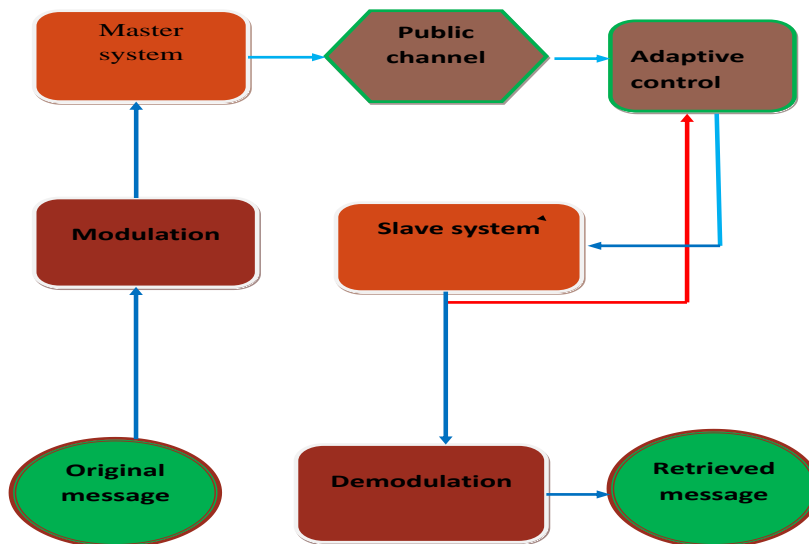 Master
system
Public
channel
Adaptive
control
Modulation
Slave system
Original
message
Demodulation
Retrieved
message